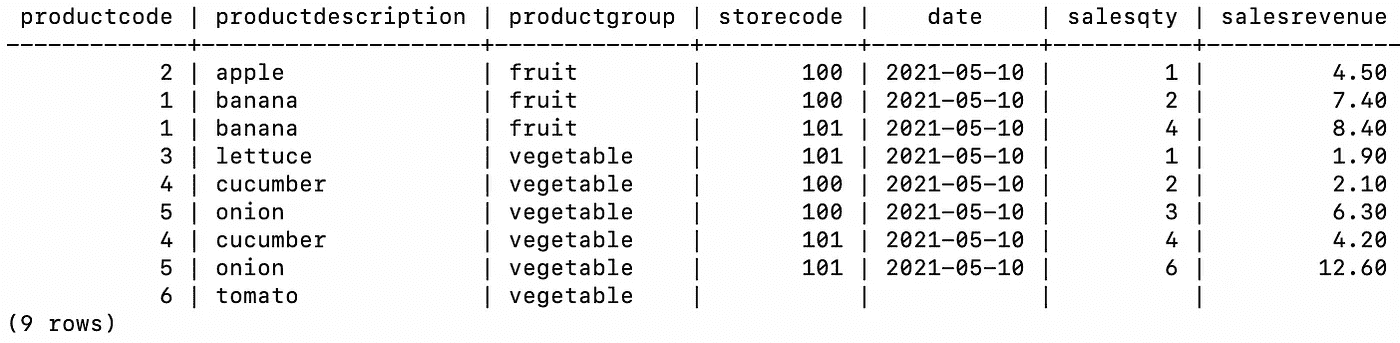 productcode | productdescription | productgroup | storecode |    date    | salesqty | salesrevenue
-------------+--------------------+--------------+-----------+------------+----------+--------------
           2 | apple              | fruit        |       100 | 2021-05-10 |        1 |         4.50
           1 | banana             | fruit        |       100 | 2021-05-10 |        2 |         7.40
           1 | banana             | fruit        |       101 | 2021-05-10 |        4 |         8.40
           3 | lettuce            | vegetable    |       101 | 2021-05-10 |        1 |         1.90
           4 | cucumber           | vegetable    |       100 | 2021-05-10 |        2 |         2.10
           5 | onion              | vegetable    |       100 | 2021-05-10 |        3 |         6.30
           4 | cucumber           | vegetable    |       101 | 2021-05-10 |        4 |         4.20
           5 | onion              | vegetable    |       101 | 2021-05-10 |        6 |        12.60
           6 | tomato             | vegetable    |           |            |          |
(9 rows)